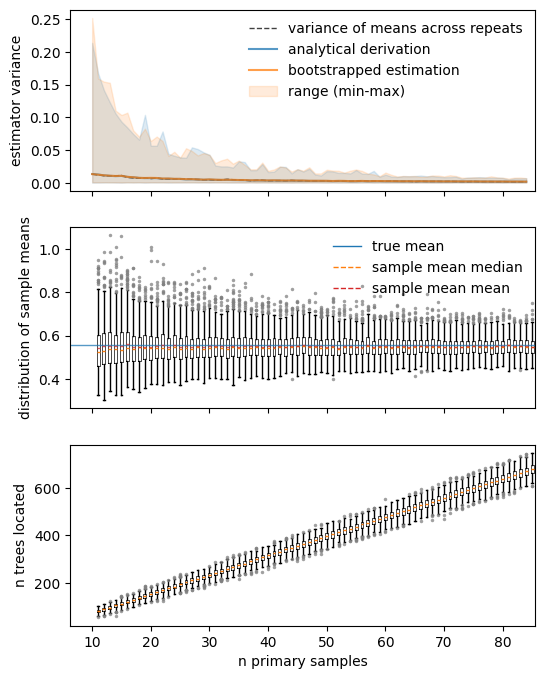 estimator variance
0.25
0.20
0.15
0.10
0.05
0.00
variance of means across repeats
analytical derivation
bootstrapped estimation
range (min-max)
distribution of sample means
1.0
0.8
0.6
0.4
true mean
sample mean median
sample mean mean
n trees located
600
400
200
10 20 30 40 50 60 70 80
n primary samples